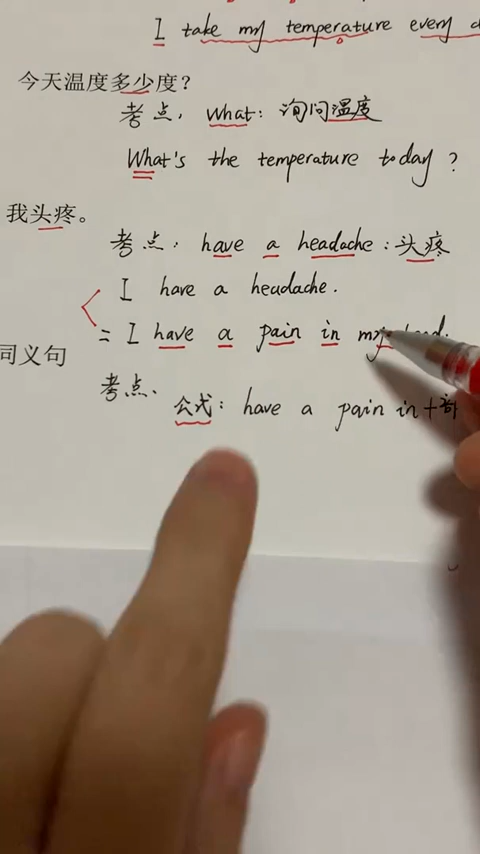 I take my temperature every
今天温度多少度?
考点. What: 询问温度
What's the temperature today ?
我头疼。
考点: have a headache: 头疼
I have a headache.
= I have a pain in my
同义句
考点. 公式: have a pain in +